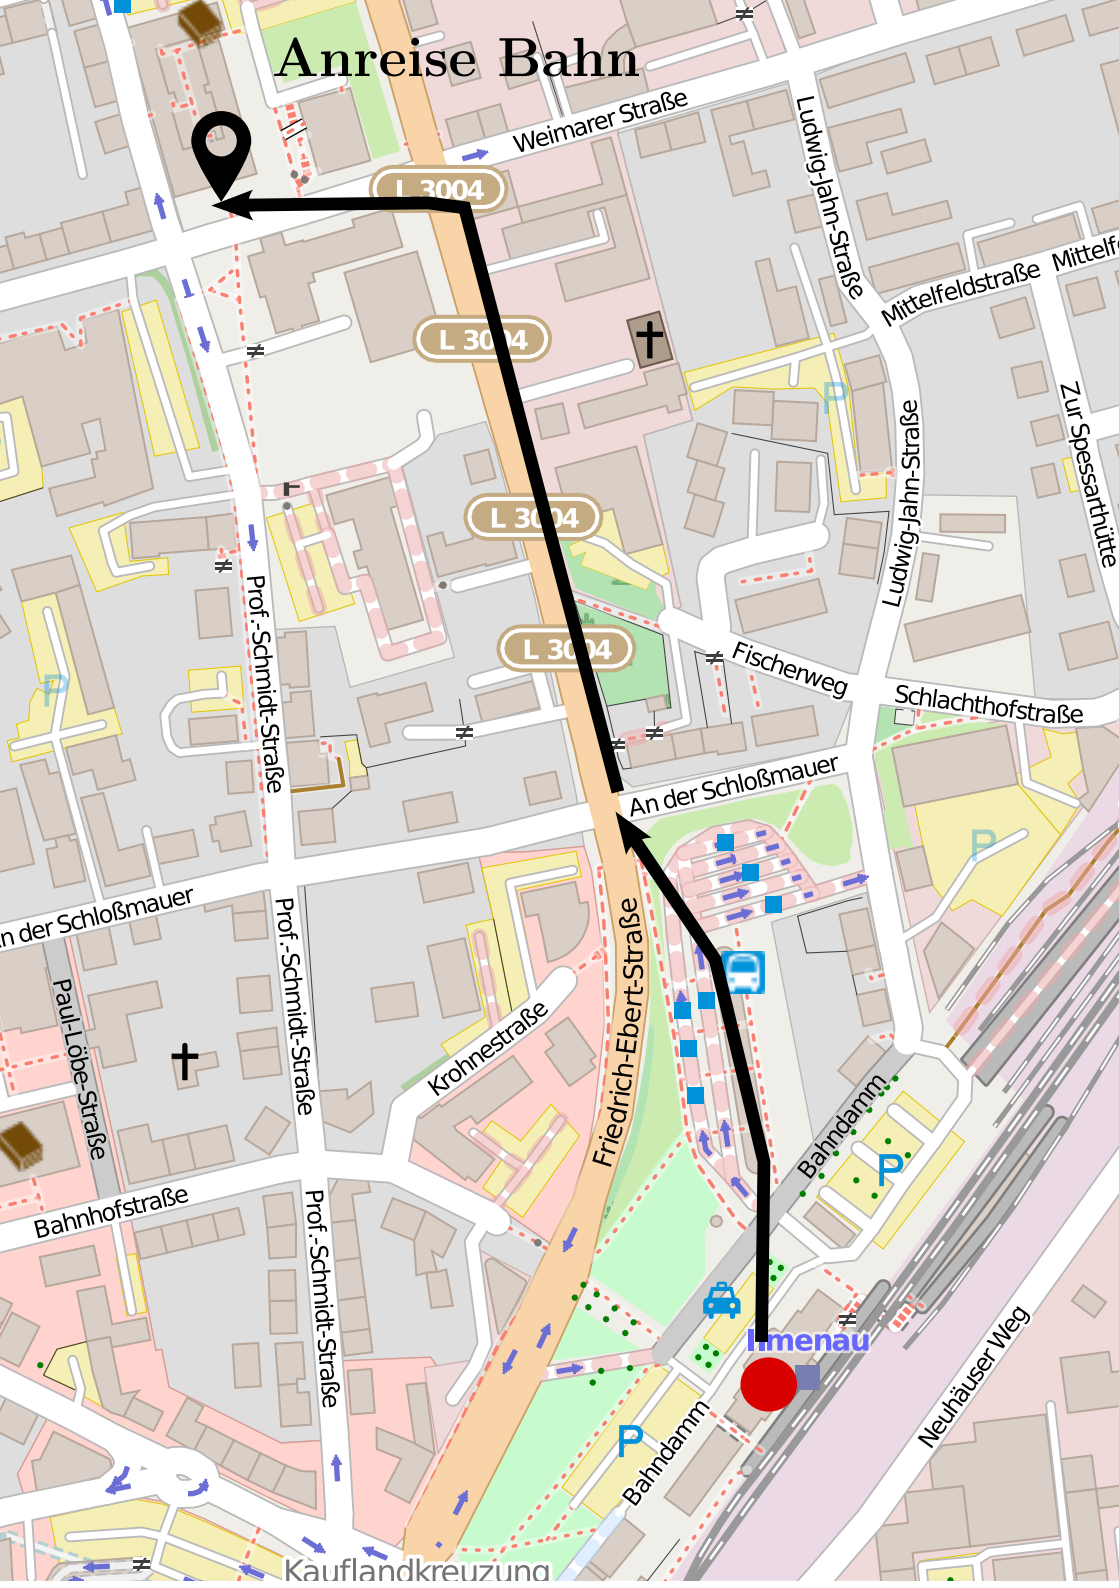 Anreise Bahn
Weimarer Straße
Ludwig-Jahn-Straße
L 3004
Mittelfeldstraße
Mittelfe
L 3004
P
Zur Spessarthütte
Ludwig-Jahn-Straße
L 3004
Prof.-Schmidt-Straße
L 3004
Fischerweg
Schlachthofstraße
P
An der Schloßmauer
P
n der Schloßmauer
Prof.-Schmidt-Straße
Friedrich-Ebert-Straße
Paul-Löbe-Straße
Krohnestraße
Bahndamm
P
Bahnhofstraße
Prof.-Schmidt-Straße
Ilmenau
Neuhäuser Weg
P
Bahndamm
Kauflandkreuzung